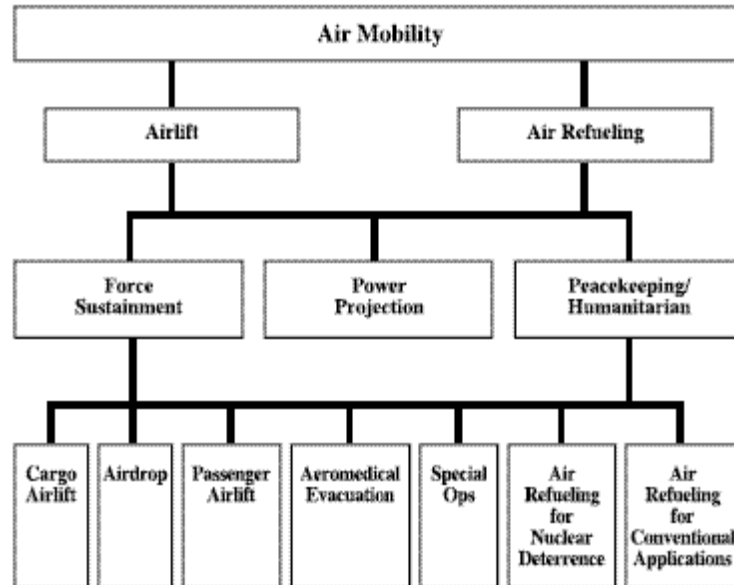 Air Mobility
Airlift
Air Refueling
Force
Sustainment
Power
Projection
Peacekeeping/
Humanitarian
Cargo
Airlift
Airdrop
Passenger
Airlift
Aeromedical
Evacuation
Special
Ops
Air
Refueling
for
Nuclear
Deterrence
Air
Refueling
for
Conventional
Applications